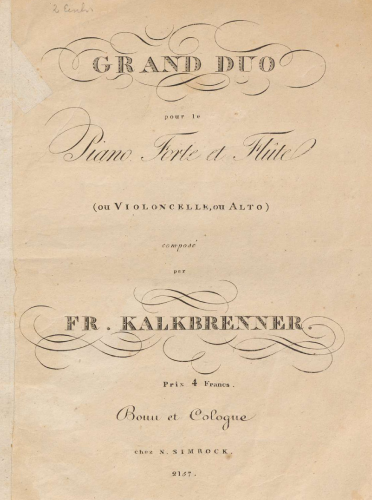 GRAND DUO
pour le
Piano Forte et Flûte
(ou VIOLONCELLE, ou ALTO)
composé
par
FR. KALKBRENNER.
Prix 4 Francs.
Bonn et Cologne
chez N. SIMROCK.
2157.